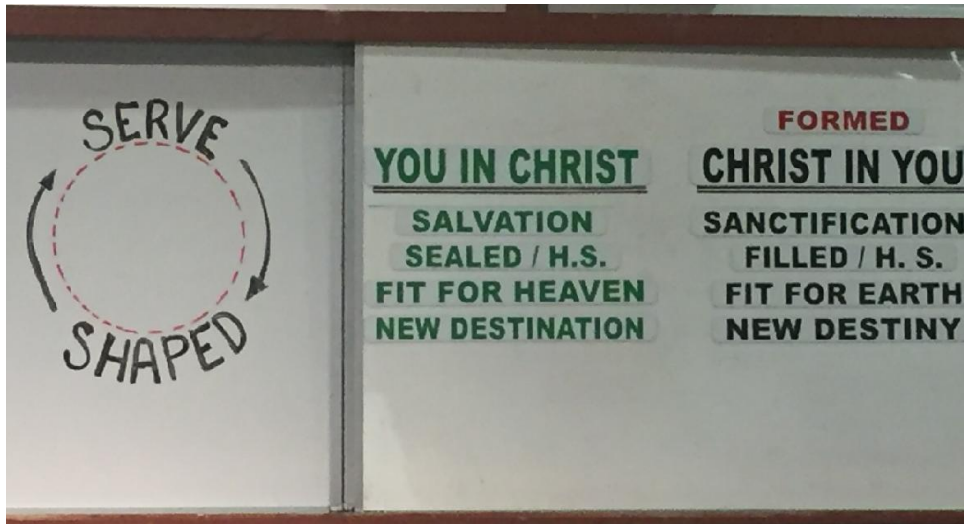 SERVE
SHAPED
YOU IN CHRIST
SALVATION
SEALED / H.S.
FIT FOR HEAVEN
NEW DESTINATION
FORMED
CHRIST IN YOU
SANCTIFICATION
FILLED / H. S.
FIT FOR EARTH
NEW DESTINY